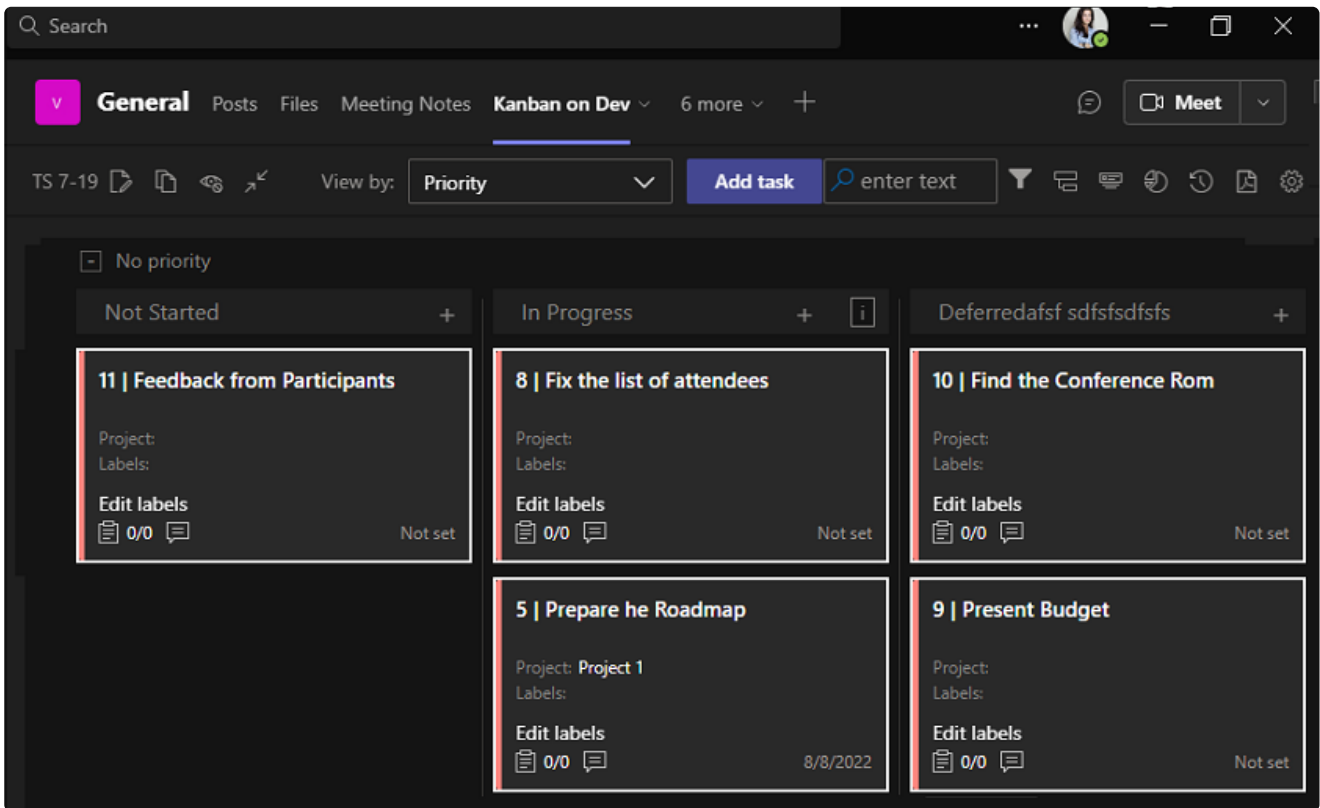 Search
V
General Posts Files Meeting Notes Kanban on Dev 6 more Meet
TS 7-19 View by: Priority Add task enter text
No priority
Not Started
In Progress
Deferredafsf sdfsfsdfsfs
11 | Feedback from Participants
Project:
Labels:
Edit labels
0/0 Not set
8 | Fix the list of attendees
Project:
Labels:
Edit labels
0/0 Not set
10 | Find the Conference Rom
Project:
Labels:
Edit labels
0/0 Not set
5 | Prepare he Roadmap
Project: Project 1
Labels:
Edit labels
0/0 8/8/2022
9 | Present Budget
Project:
Labels:
Edit labels
0/0 Not set